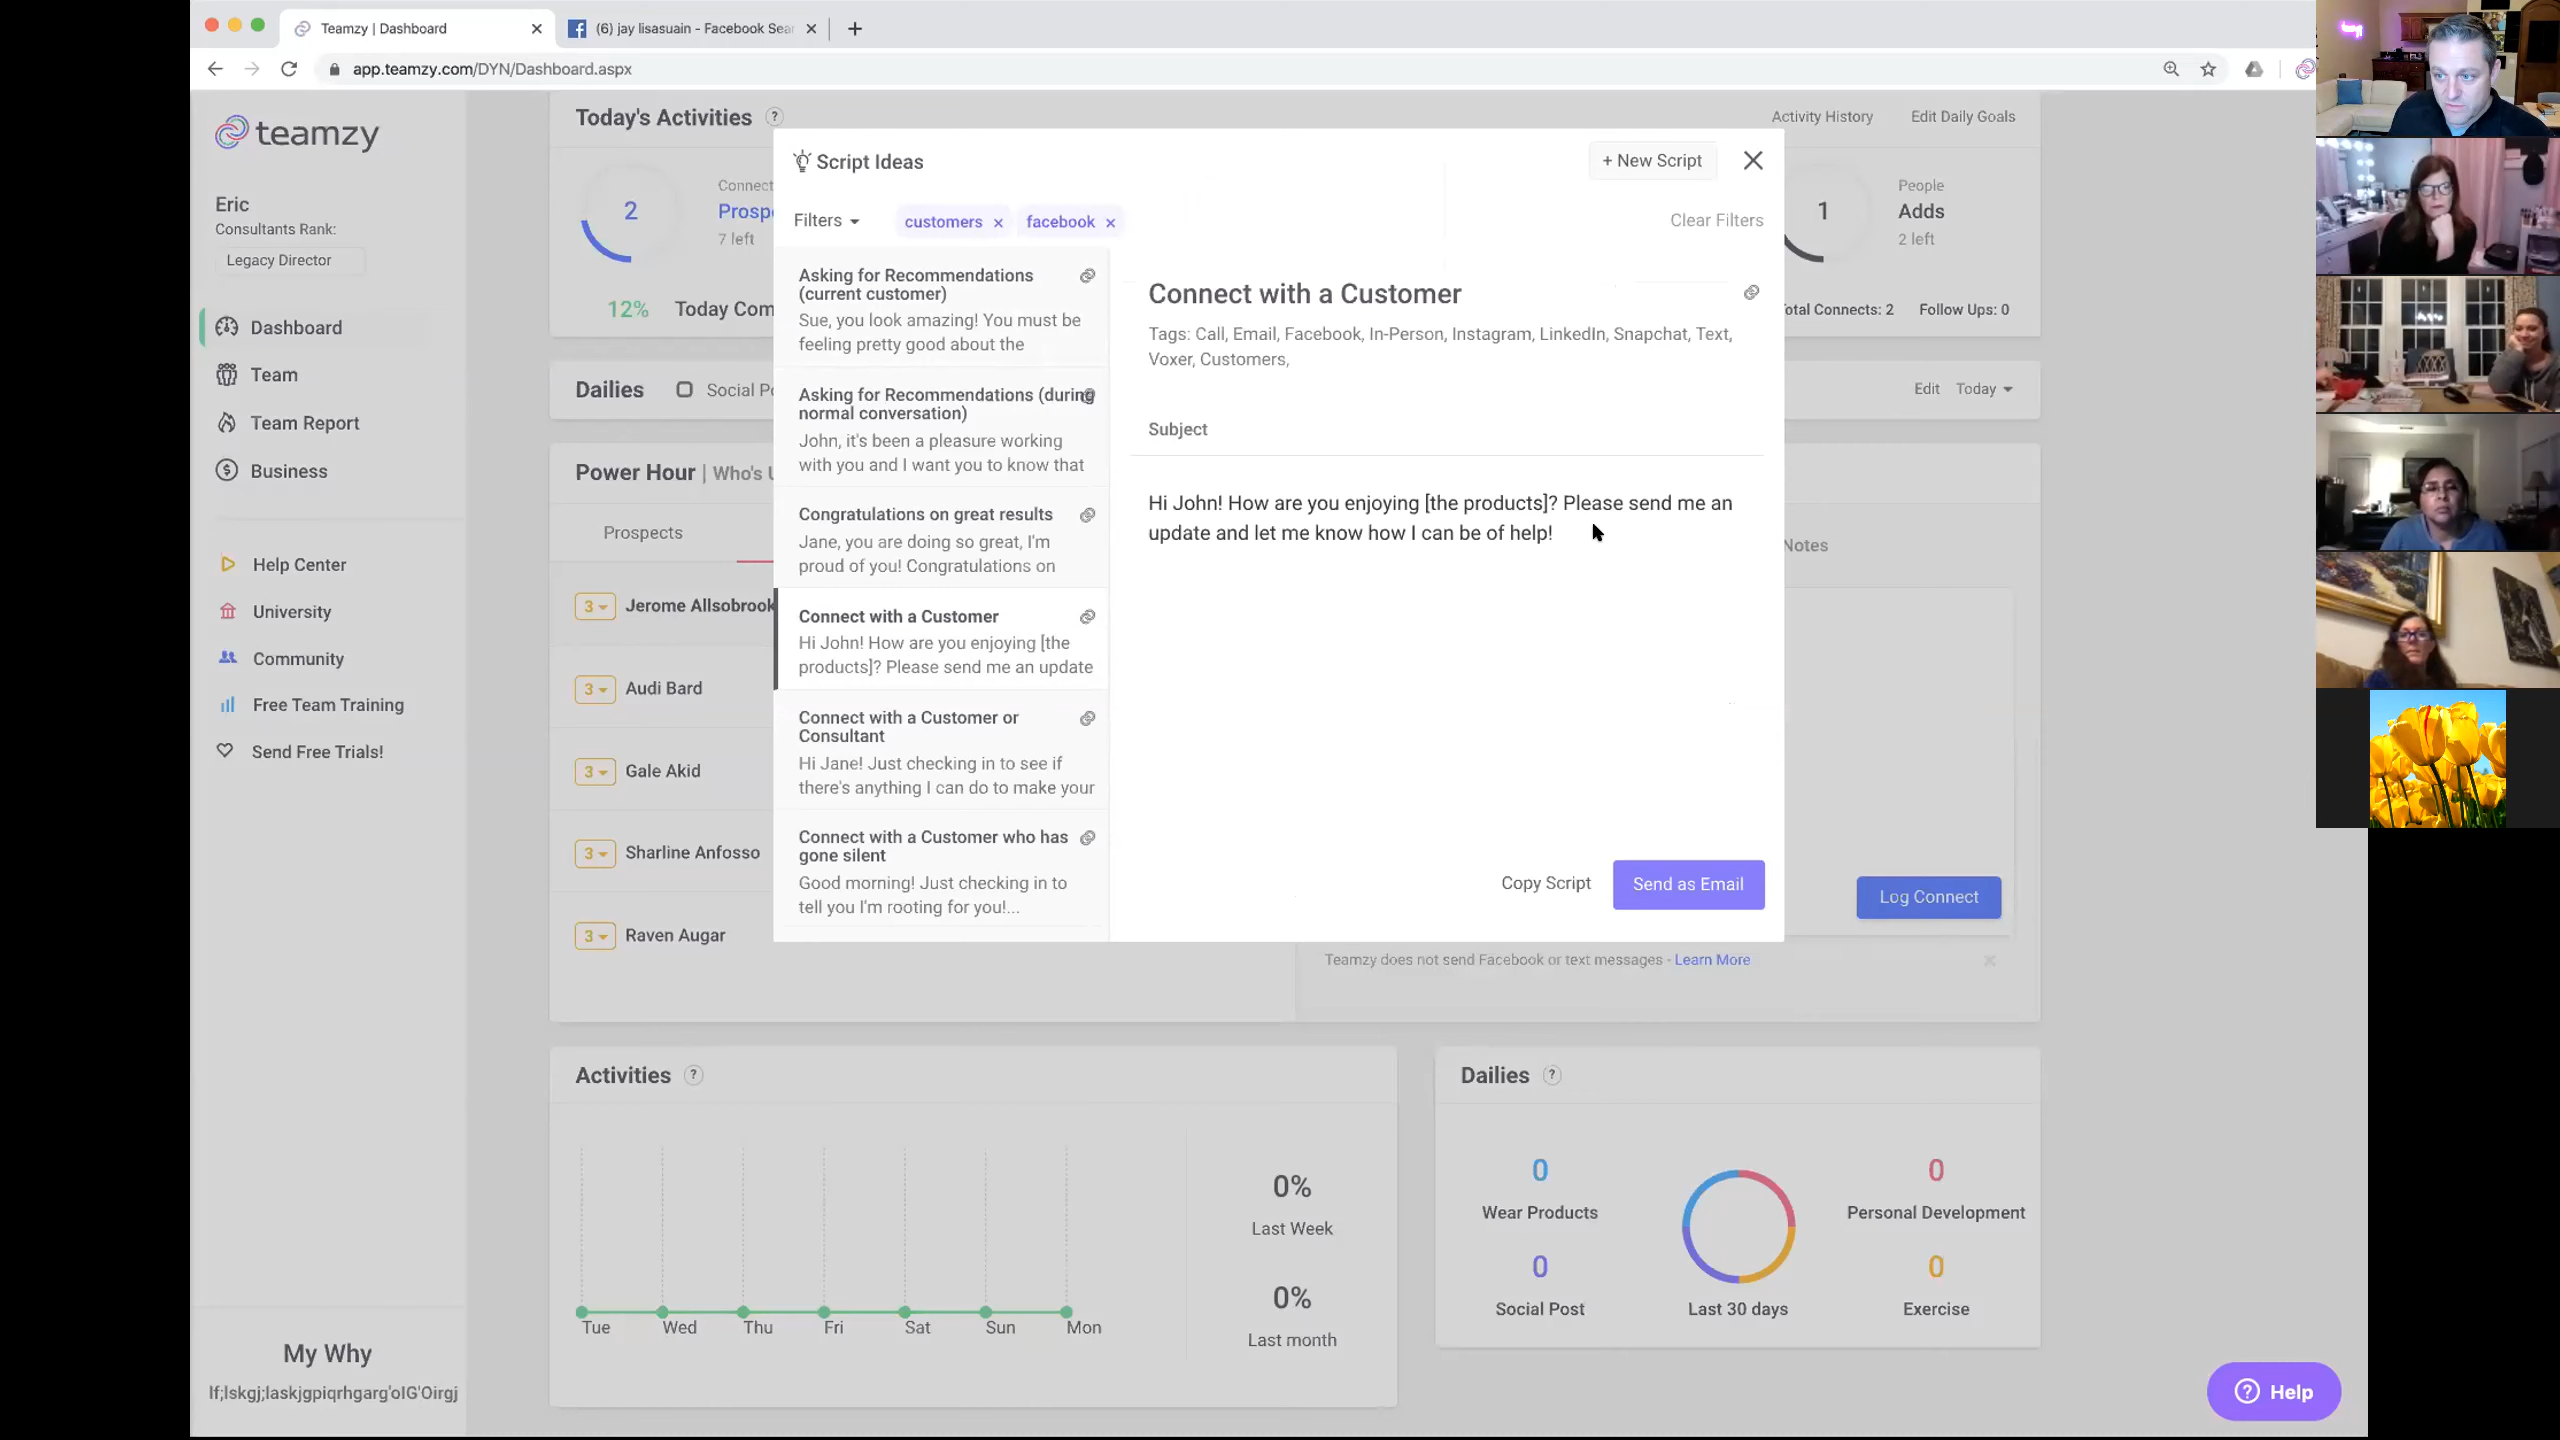 Teamzy | Dashboard
(6) jay lisasuain - Facebook Sea
app.teamzy.com/DYN/Dashboard.aspx
teamzy
Eric
Consultants Rank:
Legacy Director
Dashboard
Team
Team Report
Business
Help Center
University
Community
Free Team Training
Send Free Trials!
My Why
lf;lskgj;laskjgpiqrhgarg'oIG'Oirgj
Today's Activities ?
Activity History
Edit Daily Goals
2
Connect
Prospe
7 left
12% Today Com
1
People
Adds
2 left
otal Connects: 2
Follow Ups: 0
Dailies
Social Po
Edit
Today
Power Hour | Who's U
Prospects
Notes
3 Jerome Allsobrook
3 Audi Bard
3 Gale Akid
3 Sharline Anfosso
3 Raven Augar
Log Connect
Teamzy does not send Facebook or text messages - Learn More
Script Ideas
+ New Script
Filters
customers
facebook
Clear Filters
Asking for Recommendations
(current customer)
Sue, you look amazing! You must be
feeling pretty good about the
Asking for Recommendations (during
normal conversation)
John, it's been a pleasure working
with you and I want you to know that
Congratulations on great results
Jane, you are doing so great, I'm
proud of you! Congratulations on
Connect with a Customer
Hi John! How are you enjoying [the
products]? Please send me an update
Connect with a Customer or
Consultant
Hi Jane! Just checking in to see if
there's anything I can do to make your
Connect with a Customer who has
gone silent
Good morning! Just checking in to
tell you I'm rooting for you!...
Connect with a Customer
Tags: Call, Email, Facebook, In-Person, Instagram, LinkedIn, Snapchat, Text,
Voxer, Customers,
Subject
Hi John! How are you enjoying [the products]? Please send me an
update and let me know how I can be of help!
Copy Script
Send as Email
Activities ?
Tue Wed Thu Fri Sat Sun Mon
0%
Last Week
0%
Last month
Dailies ?
0
Wear Products
0
Social Post
Last 30 days
0
Personal Development
0
Exercise
? Help